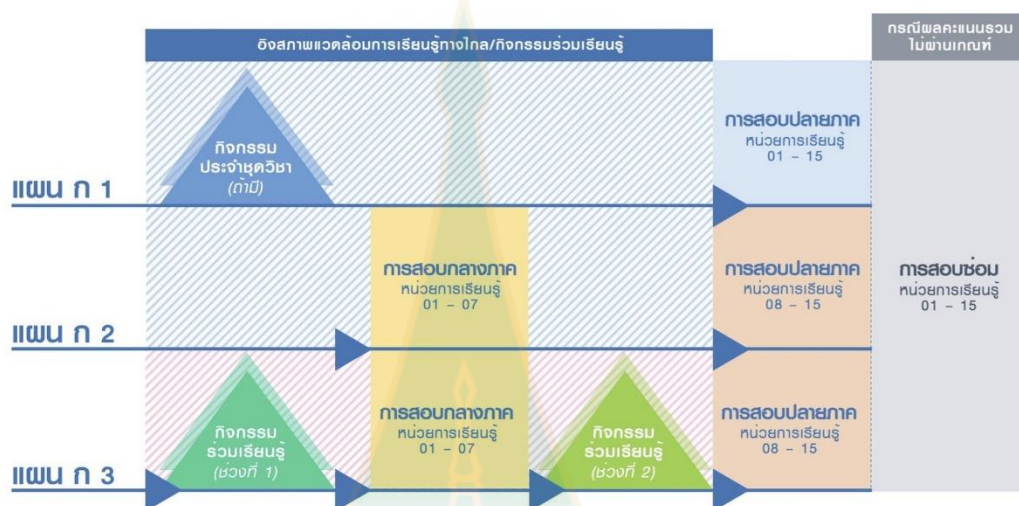 อิงสภาพแวดล้อมการเรียนรู้ทางไกล/กิจกรรมร่วมเรียนรู้
กรณีผลคะแนนรวม
ไม่ผ่านเกณฑ์
แผน ก 1
กิจกรรม
ประจำชุดวิชา
(ถ้ามี)
การสอบปลายภาค
หน่วยการเรียนรู้
01 - 15
แผน ก 2
การสอบกลางภาค
หน่วยการเรียนรู้
01 - 07
การสอบปลายภาค
หน่วยการเรียนรู้
08 - 15
การสอบซ่อม
หน่วยการเรียนรู้
01 - 15
แผน ก 3
กิจกรรม
ร่วมเรียนรู้
(ช่วงที่ 1)
การสอบกลางภาค
หน่วยการเรียนรู้
01 - 07
กิจกรรม
ร่วมเรียนรู้
(ช่วงที่ 2)
การสอบปลายภาค
หน่วยการเรียนรู้
08 - 15